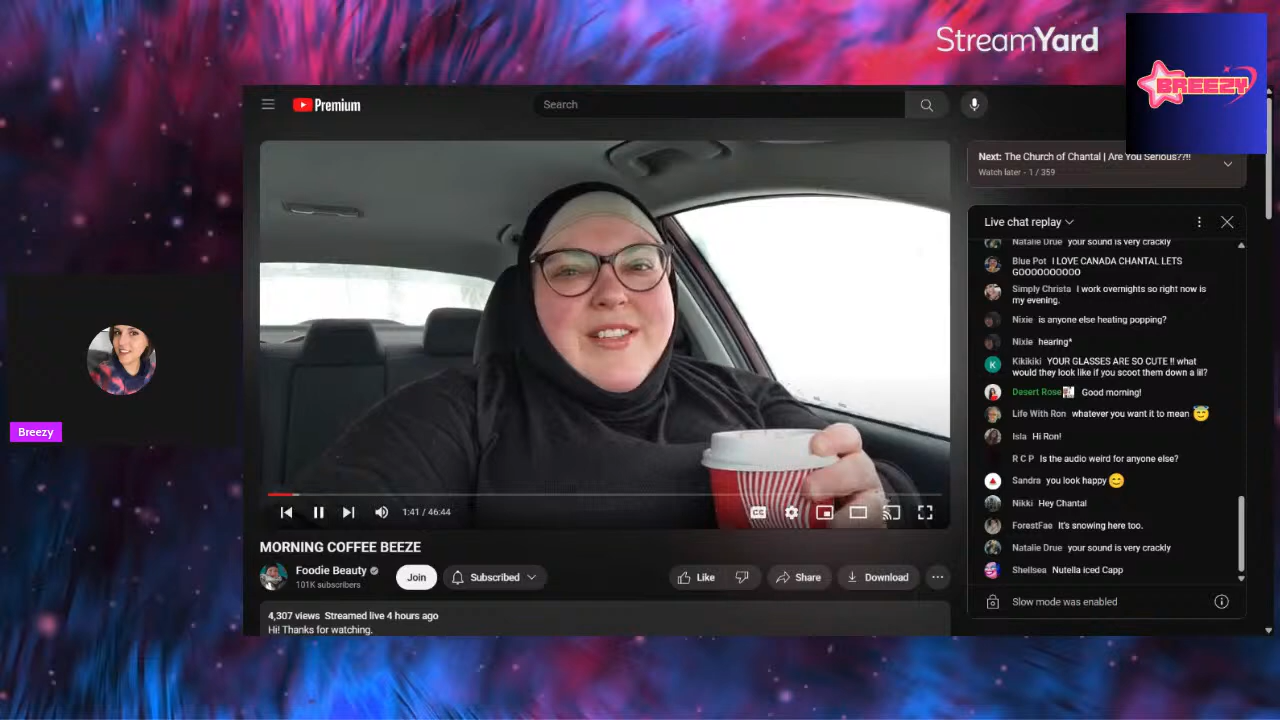 StreamYard
BREEZY
Premium
Search
Next: The Church of Chantal | Are You Serious??!!
Watch later - 1 / 359
Live chat replay
Natalie Drue your sound is very crackly
Blue Pot I LOVE CANADA CHANTAL LETS
GOOOOOOOOOO
Simply Christa I work overnights so right now is
my evening.
Nixie is anyone else heating popping?
Nixie hearing*
K
Kikikiki YOUR GLASSES ARE SO CUTE !! what
would they look like if you scoot them down a lil?
Desert Rose Good morning!
Life With Ron whatever you want it to mean
Isla Hi Ron!
R C P Is the audio weird for anyone else?
Sandra you look happy
Nikki Hey Chantal
ForestFae It's snowing here too.
Natalie Drue your sound is very crackly
Shellsea Nutella iced Capp
Slow mode was enabled
Breezy
1:41 / 46:44
CC
MORNING COFFEE BEEZE
Foodie Beauty
101K subscribers
Join
Subscribed
Like
Share
Download
4,307 views Streamed live 4 hours ago
Hi! Thanks for watching.